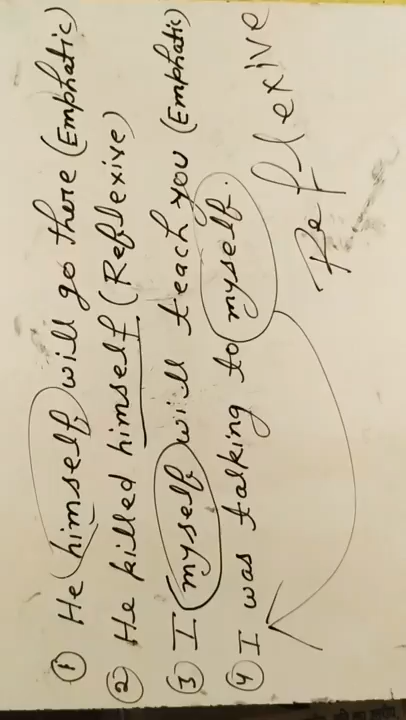 ① He himself will go there (Emphatic)
② He killed himself. (Reflexive)
③ I myself will teach you (Emphatic)
④ I was talking to myself.
Reflexive